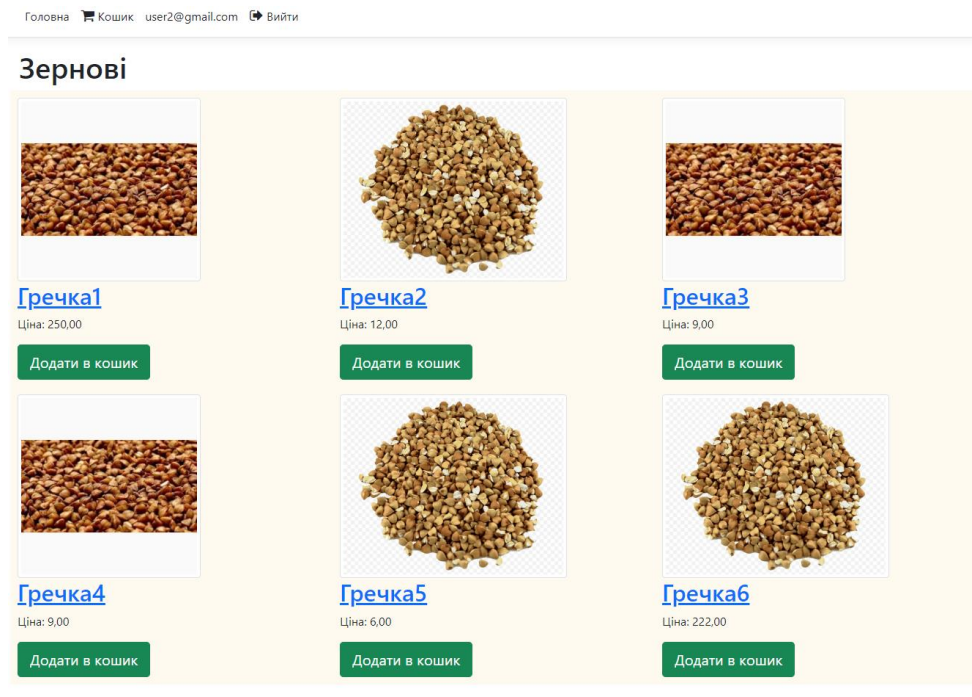 Головна Кошик user2@gmail.com Вийти
Зернові
Гречка1 Гречка2 Гречка3
Ціна: 250,00 Ціна: 12,00 Ціна: 9,00
Додати в кошик Додати в кошик Додати в кошик
Гречка4 Гречка5 Гречка6
Ціна: 9,00 Ціна: 6,00 Ціна: 222,00
Додати в кошик Додати в кошик Додати в кошик